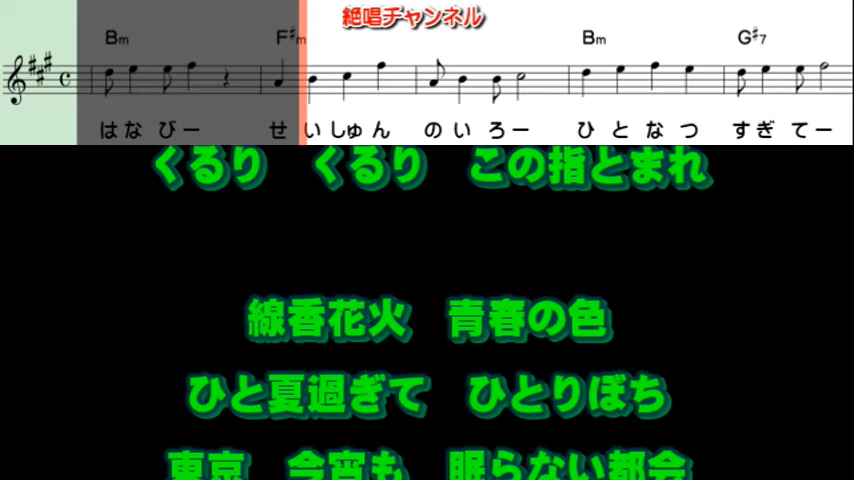 絶唱チャンネル
Bm F#m Bm G#7
はなびー せいしゅん のいろー ひとなつ すぎてー
くるり くるり この指とまれ
線香花火 青春の色
ひと夏過ぎて ひとりぼち
東京 今宵も 眠らない都会